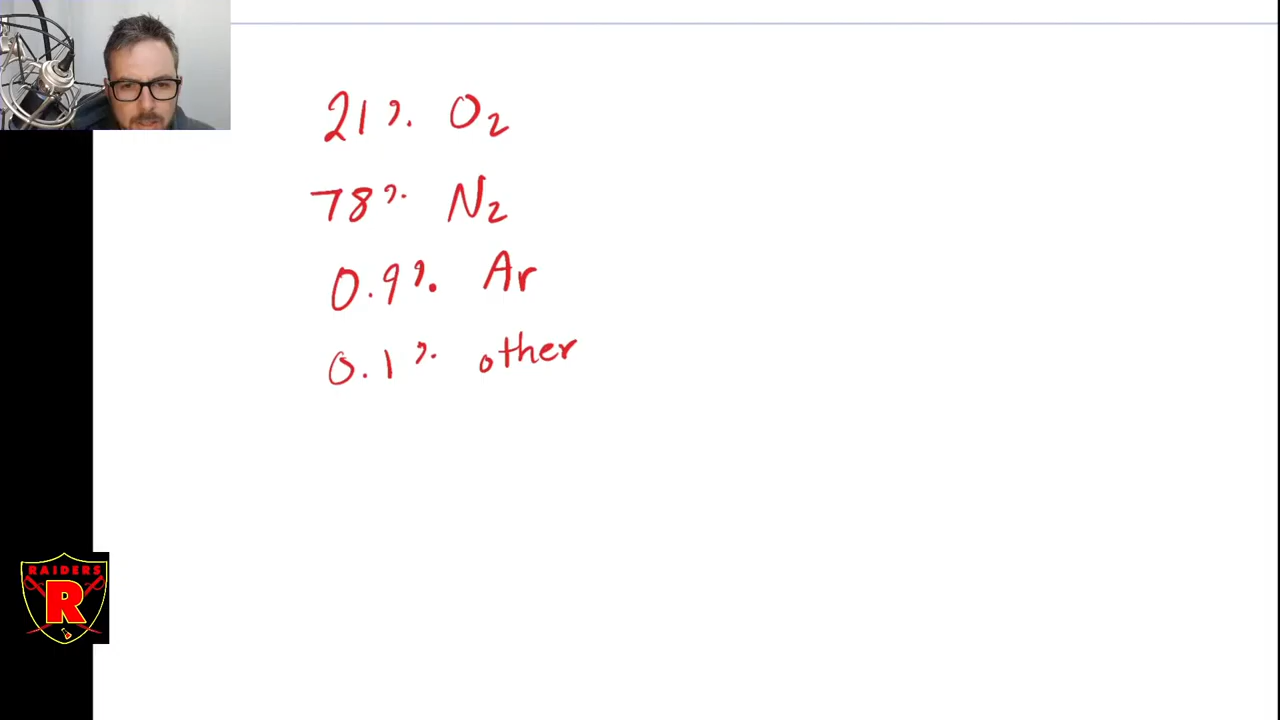 21% O₂
78% N₂
0.9% Ar
0.1% other
RAIDERS
R